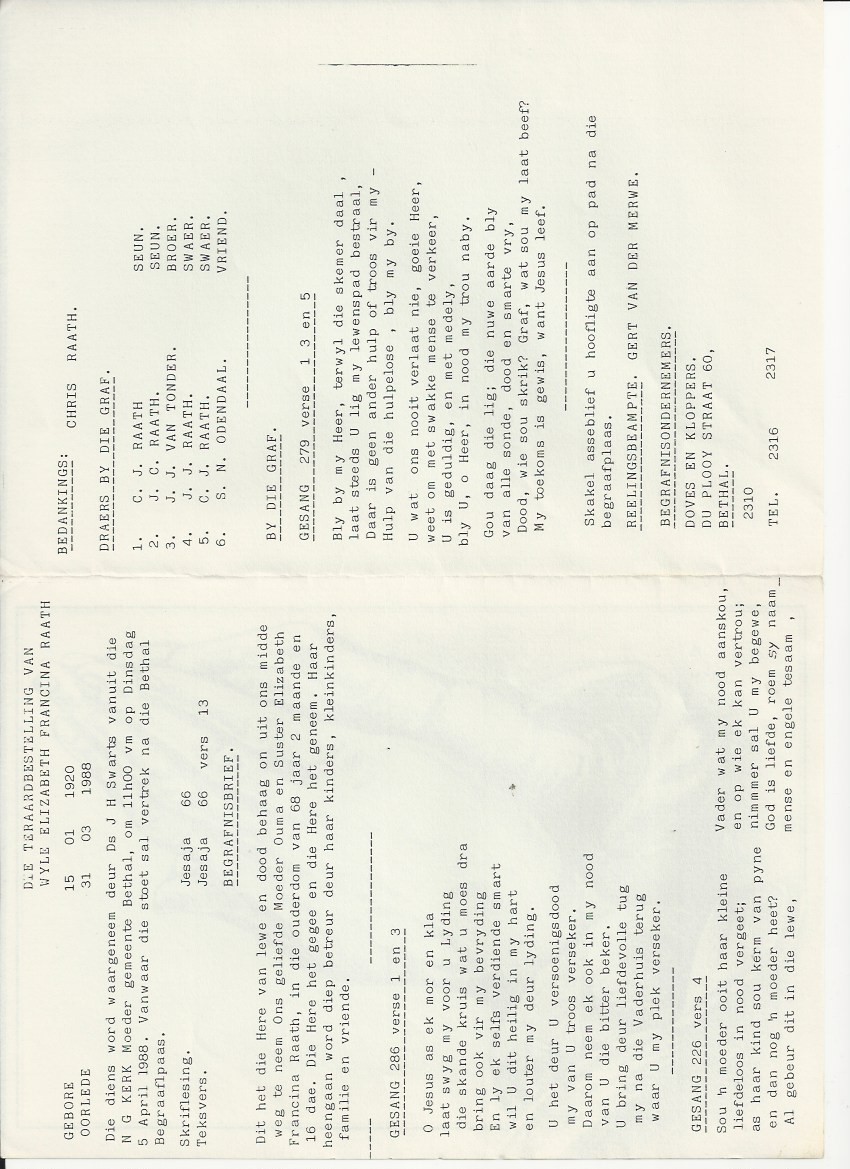 DIE TERAARDBESTELLING VAN
WYLE ELIZABETH FRANCINA RAATH
GEBORE 15 01 1920
OORLEDE 31 03 1988
Die diens word waargeneem deur Ds J H Swarts vanuit die
N G KERK Moeder gemeente Bethal, om 11h00 vm op Dinsdag
5 April 1988. Vanwaar die stoet sal vertrek na die Bethal
Begraafplaas.
Skriflesing. Jesaja 66
Teksvers. Jesaja 66 vers 13
BEGRAFNISBRIEF.
Dit het die Here van lewe en dood behaag on uit ons midde
weg te neem Ons geliefde Moeder Ouma en Suster Elizabeth
Francina Raath, in die ouderdom van 68 jaar 2 maande en
16 dae. Die Here het gegee en die Here het geneem. Haar
heengaan word diep betreur deur haar kinders, kleinkinders,
familie en vriende.
GESANG 286 verse 1 en 3
O Jesus as ek mor en kla
laat swyg my voor u Lyding
die skande kruis wat u moes dra
bring ook vir my bevryding
En ly ek selfs verdiende smart
wil U dit heilig in my hart
en louter my deur lyding.
U het deur U versoenigsdood
my van U troos verseker.
Daarom neem ek ook in my nood
van U die bitter beker.
U bring deur liefdevolle tug
my na die Vaderhuis terug
waar U my plek verseker.
GESANG 226 vers 4
Sou 'n moeder ooit haar kleine
liefdeloos in nood vergeet;
as haar kind sou kerm van pyne
en dan nog 'n moeder heet?
Al gebeur dit in die lewe,
Vader wat my nood aanskou,
en op wie ek kan vertrou;
nimmmer sal U my begewe,
God is liefde, roem sy naam
mense en engele tesaam ,
BEDANKINGS: CHRIS RAATH.
DRAERS BY DIE GRAF.
1. C. J. RAATH SEUN.
2. J. C. RAATH. SEUN.
3. J. J. VAN TONDER. BROER.
4. J. J. RAATH. SWAER.
5. C. J. RAATH. SWAER.
6. S. N. ODENDAAL. VRIEND.
BY DIE GRAF.
GESANG 279 verse 1 3 en 5
Bly by my Heer, terwyl die skemer daal ,
laat steeds U lig my lewenspad bestraal,
Daar is geen ander hulp of troos vir my -
Hulp van die hulpelose , bly my by.
U wat ons nooit verlaat nie, goeie Heer,
weet om met swakke mense te verkeer,
U is geduldig, en met medely,
bly U, o Heer, in nood my trou naby.
Gou daag die lig; die nuwe aarde bly
van alle sonde, dood en smarte vry,
Dood, wie sou skrik? Graf, wat sou my laat beef?
My toekoms is gewis, want Jesus leef.
Skakel asseblief u hoofligte aan op pad na die
begraafplaas.
REELINGSBEAMPTE. GERT VAN DER MERWE.
BEGRAFNISONDERNEMERS.
DOVES EN KLOPPERS.
DU PLOOY STRAAT 60,
BETHAL.
2310
TEL. 2316 2317